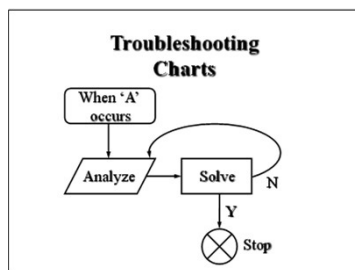 Troubleshooting
Charts
When ‘A’
occurs
Analyze
Solve
N
Y
Stop